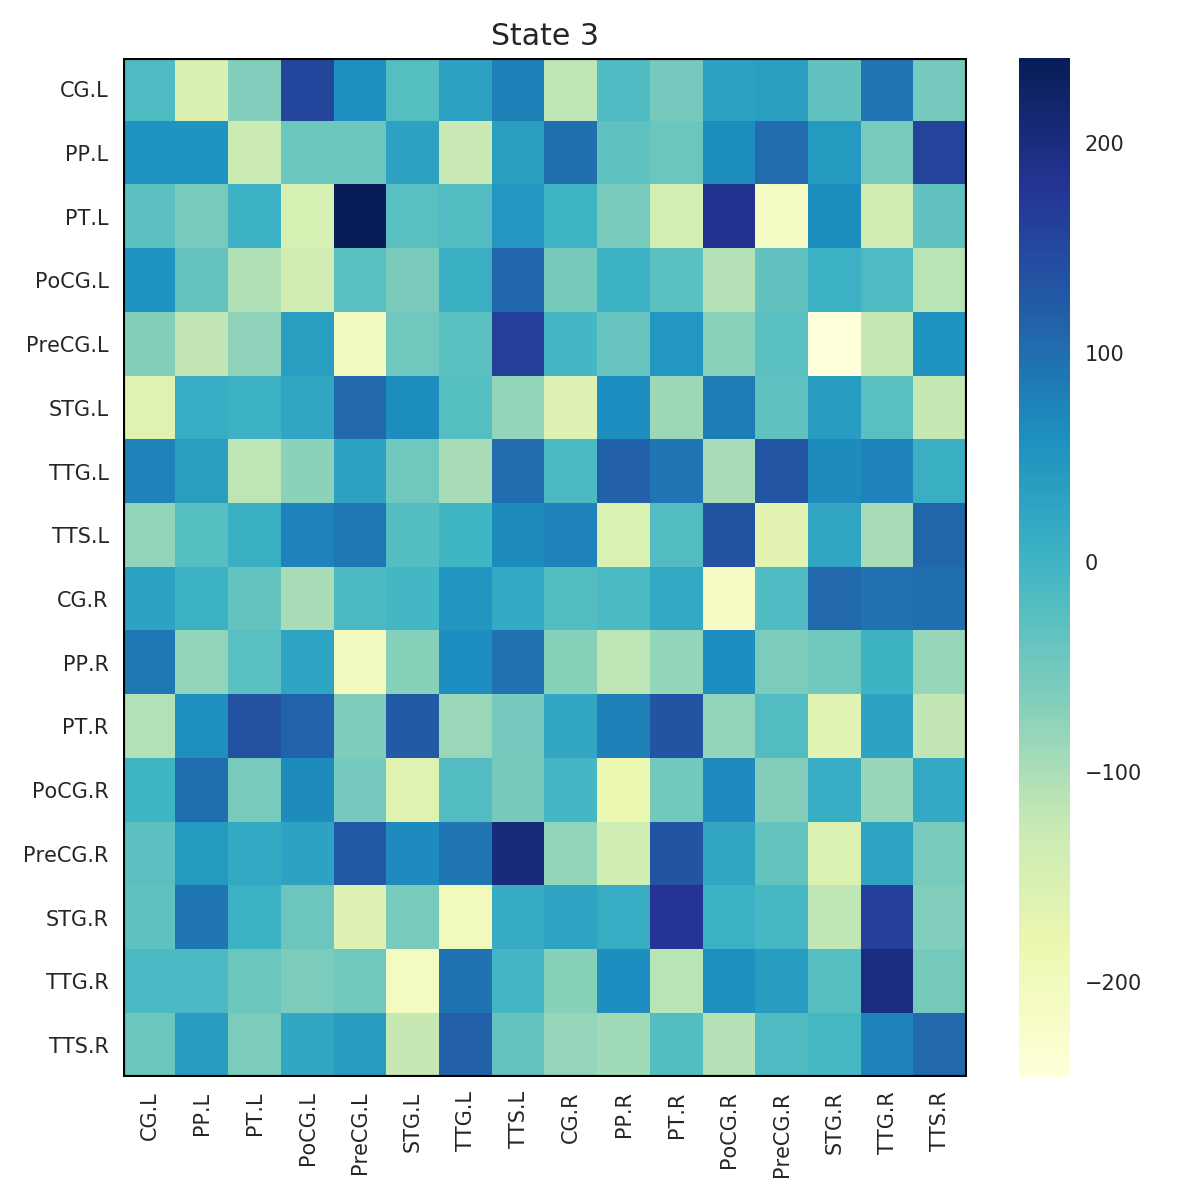 State 3
CG.L
PP.L
PT.L
PoCG.L
PreCG.L
STG.L
TTG.L
TTS.L
CG.R
PP.R
PT.R
PoCG.R
PreCG.R
STG.R
TTG.R
TTS.R
CG.L
PP.L
PT.L
PoCG.L
PreCG.L
STG.L
TTG.L
TTS.L
CG.R
PP.R
PT.R
PoCG.R
PreCG.R
STG.R
TTG.R
TTS.R
200
100
0
−100
−200